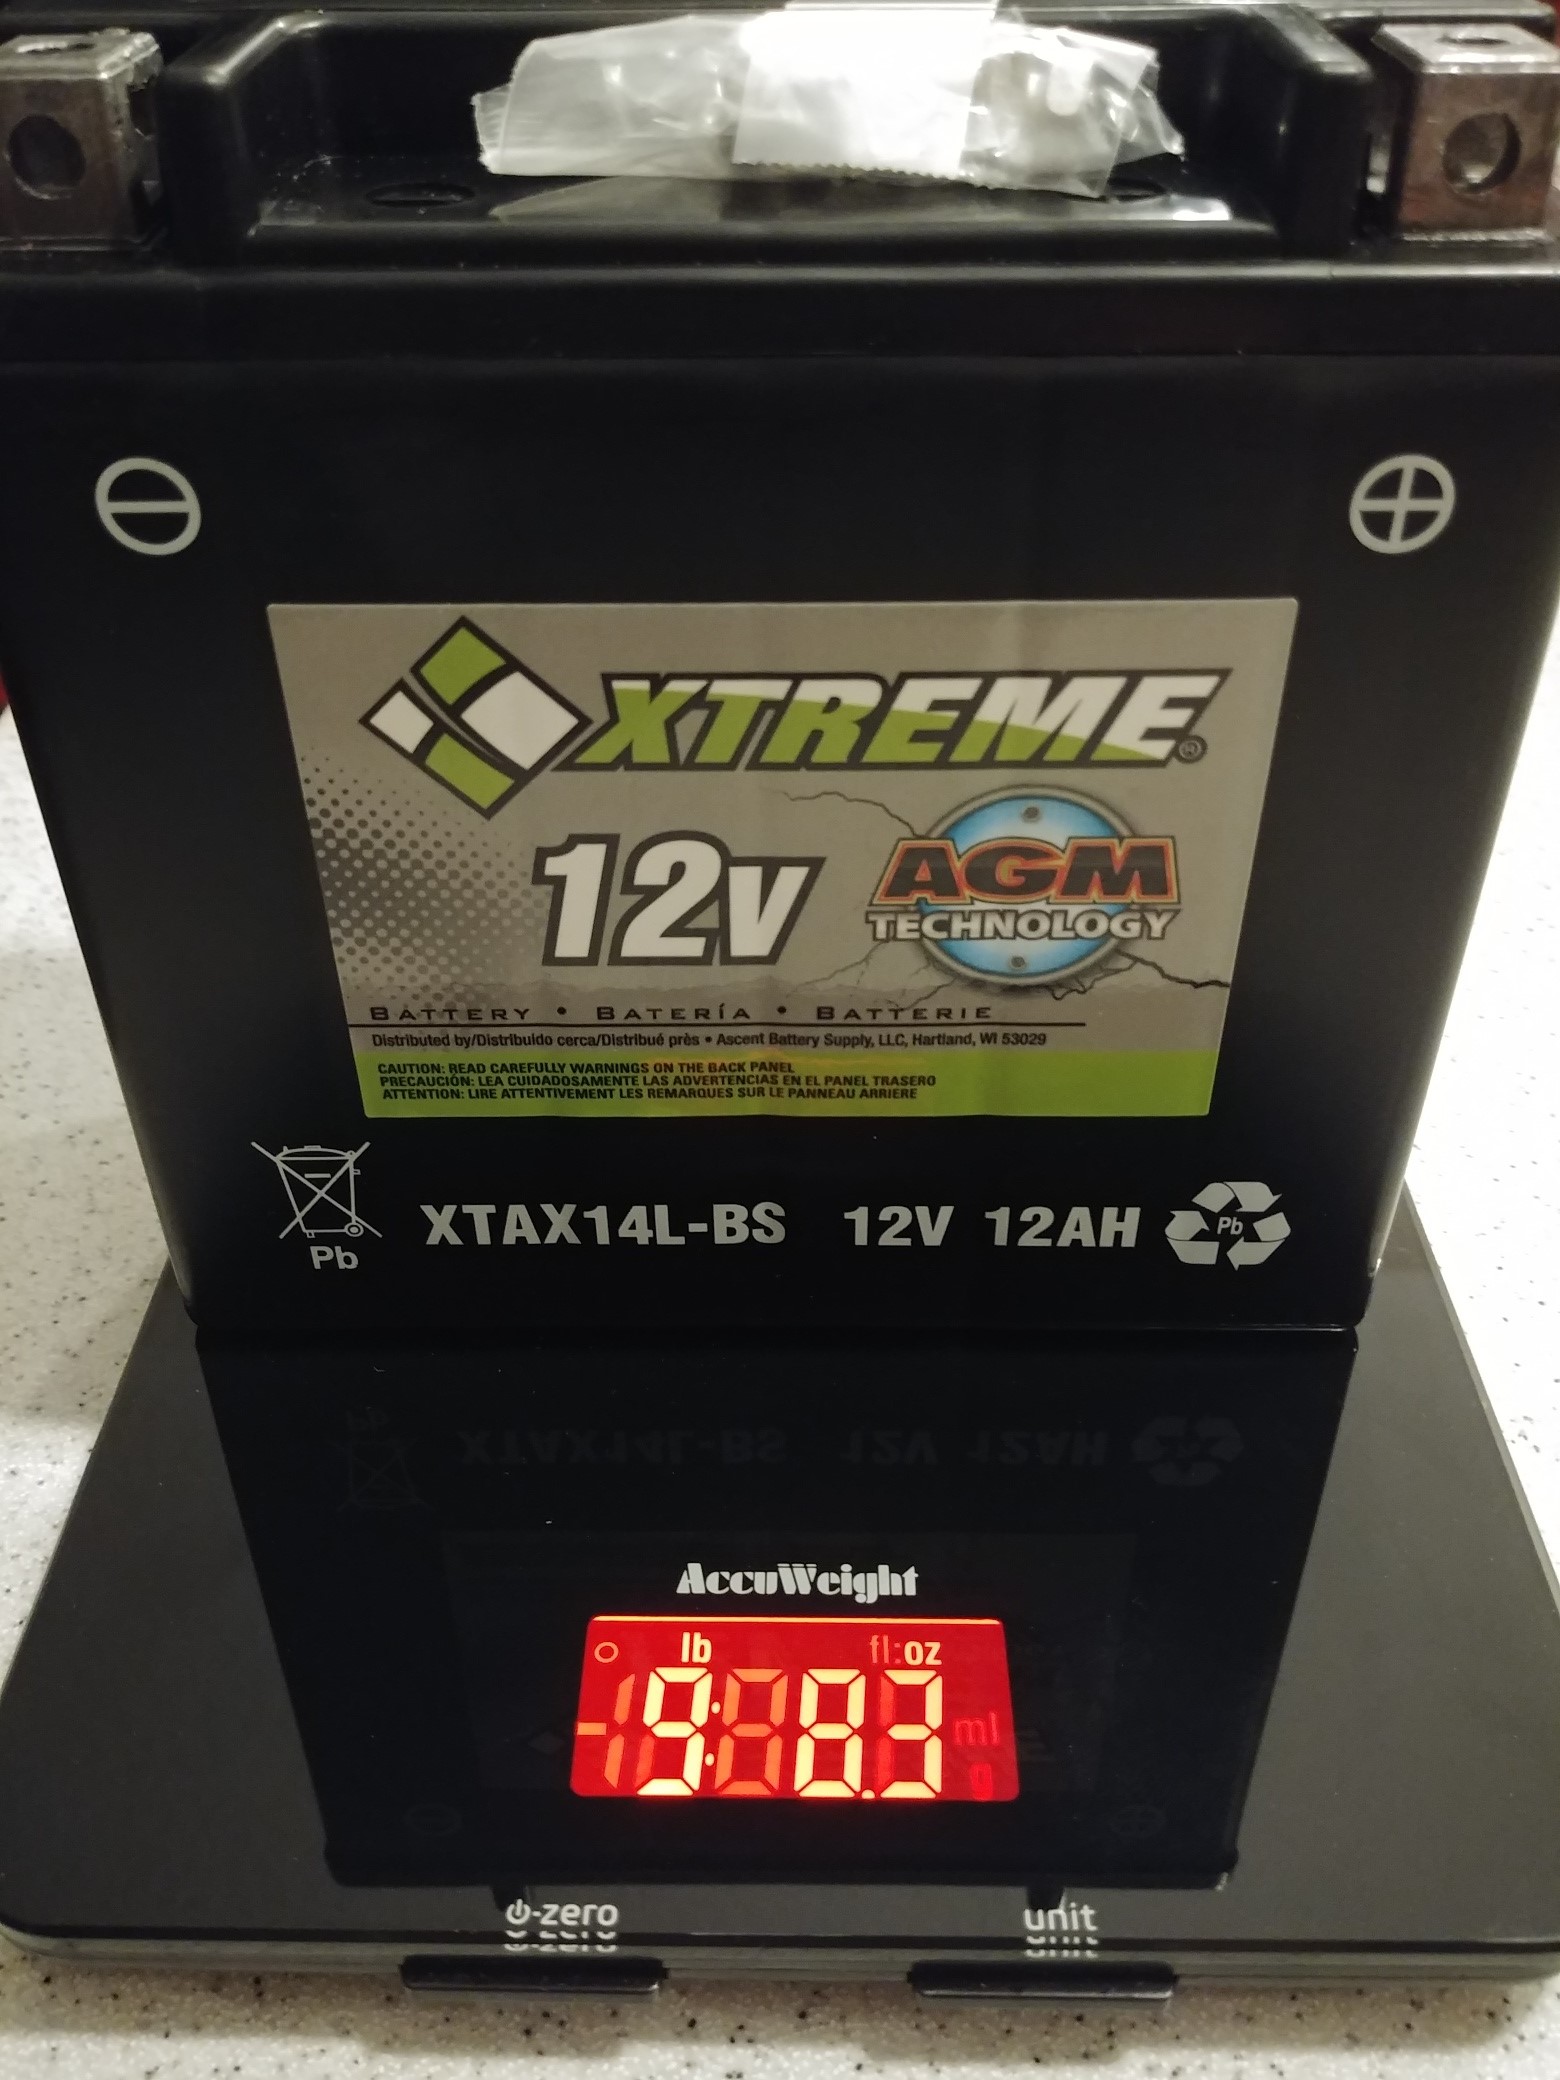 XTREME®
12V
AGM
TECHNOLOGY
BATTERY • BATERÍA • BATTERIE
Distributed by/Distribuido cerca/Distribué près • Ascent Battery Supply, LLC, Hartland, WI 53029
CAUTION: READ CAREFULLY WARNINGS ON THE BACK PANEL
PRECAUCIÓN: LEA CUIDADOSAMENTE LAS ADVERTENCIAS EN EL PANEL TRASERO
ATTENTION: LIRE ATTENTIVEMENT LES REMARQUES SUR LE PANNEAU ARRIERE
Pb
XTAX14L-BS 12V 12AH
Pb
AccuWeight
lb fl:oz
9:8.3
ml
g
-zero
unit